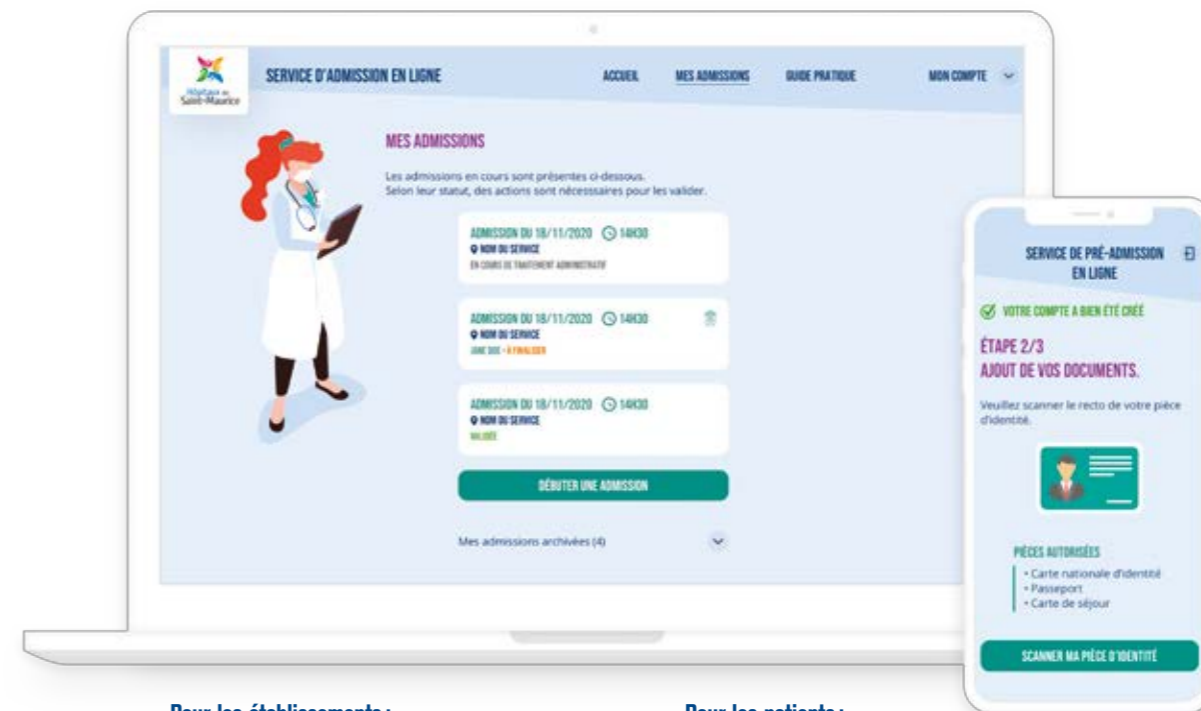 Hôpitaux de
Saint-Maurice
SERVICE D'ADMISSION EN LIGNE
ACCUEIL
MES ADMISSIONS
GUIDE PRATIQUE
MON COMPTE
MES ADMISSIONS
Les admissions en cours sont présentes ci-dessous.
Selon leur statut, des actions sont nécesssaires pour les valider.
ADMISSION DU 18/11/2020 14H30
NOM DU SERVICE
EN COURS DE TRAITEMENT ADMINISTRATIF
ADMISSION DU 18/11/2020 14H30
NOM DU SERVICE
JANE DOE - À FINALISER
ADMISSION DU 18/11/2020 14H30
NOM DU SERVICE
VALIDÉE
DÉBUTER UNE ADMISSION
Mes admissions archivées (4)
SERVICE DE PRÉ-ADMISSION
EN LIGNE
VOTRE COMPTE A BIEN ÉTÉ CRÉÉ
ÉTAPE 2/3
AJOUT DE VOS DOCUMENTS.
Veuillez scanner le recto de votre pièce
d'identité.
PIÈCES AUTORISÉES
• Carte nationale d'identité
• Passeport
• Carte de séjour
SCANNER MA PIÈCE D'IDENTITÉ
Pour les établissements :
Pour les patients :